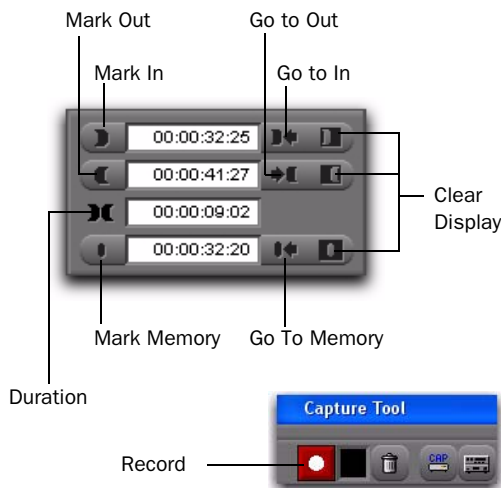 Mark Out
Go to Out
Mark In
Go to In
00:00:32:25
00:00:41:27
00:00:09:02
00:00:32:20
Clear
Display
Mark Memory
Go To Memory
Duration
Capture Tool
CAP
Record